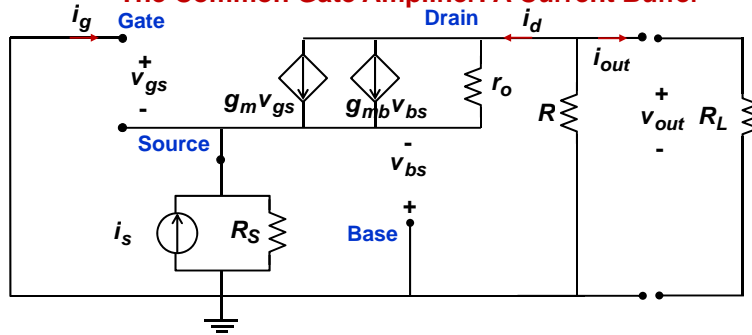 The Common Gate Amplifier: A Current Buffer
i_g Gate Drain i_d
i_out
+ v_gs -
g_m v_gs g_mb v_bs r_o R + v_out - R_L
Source
- v_bs +
i_s R_S Base